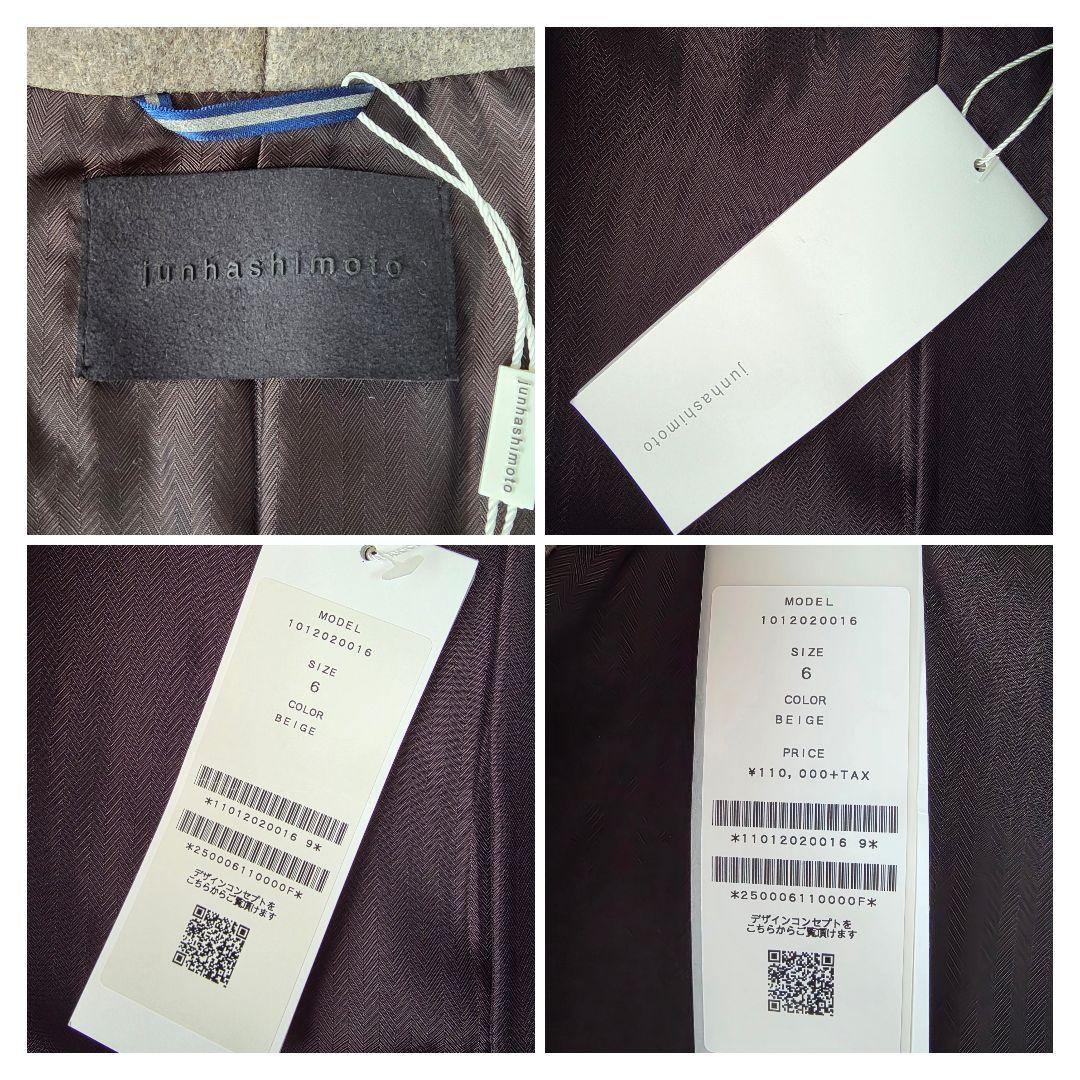 junhashimoto
junhashimoto
junhashimoto
MODEL
1012020016
SIZE
6
COLOR
BEIGE
*11012020016 9*
*250006110000F*
デザインコンセプトを
こちらからご覧頂けます
MODEL
1012020016
SIZE
6
COLOR
BEIGE
PRICE
¥110,000+TAX
*11012020016 9*
*250006110000F*
デザインコンセプトを
こちらからご覧頂けます